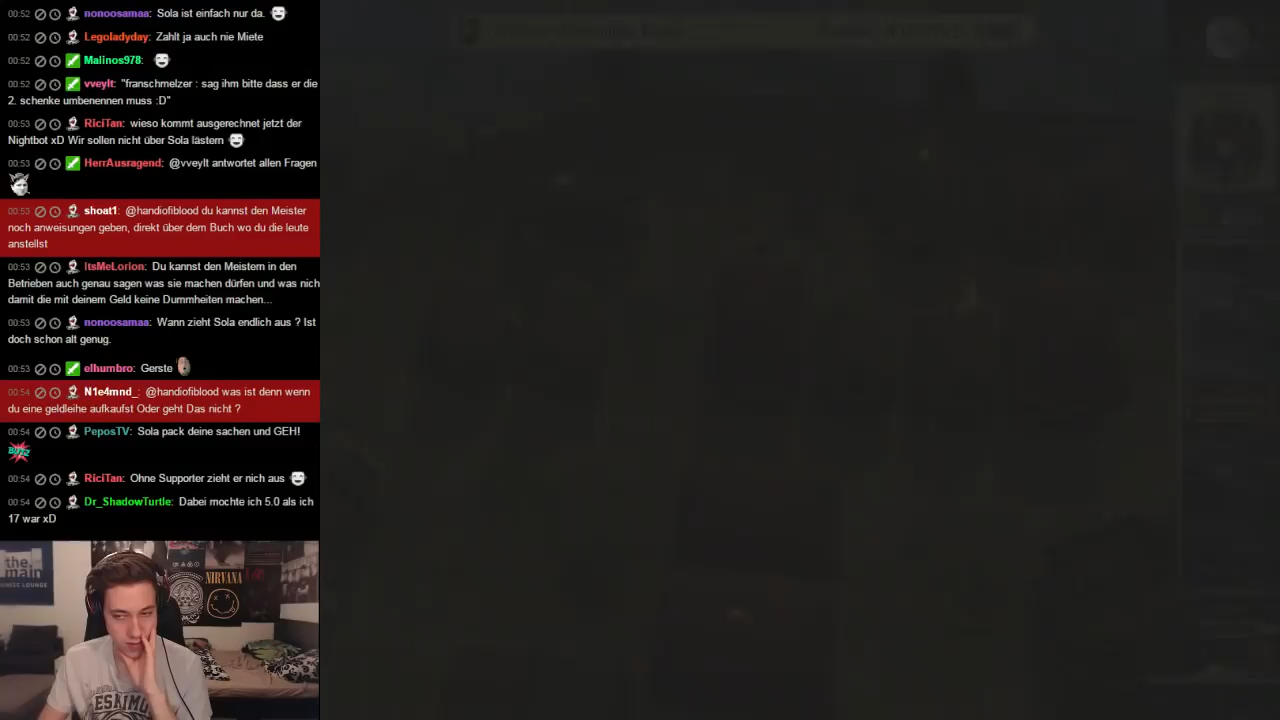 00:52 nonoosamaa: Sola ist einfach nur da.
00:52 Legoladyday: Zahlt ja auch nie Miete
00:52 Malinos978:
00:52 vveylt: "franschmelzer : sag ihm bitte dass er die
2. schenke umbenennen muss :D"
00:53 RiciTan: wieso kommt ausgerechnet jetzt der
Nightbot xD Wir sollen nicht über Sola lästern
00:53 HerrAusragend: @vveylt antwortet allen Fragen
00:53 shoat1: @handiofiblood du kannst den Meister
noch anweisungen geben, direkt über dem Buch wo du die leute
anstellst
00:53 ItsMeLorion: Du kannst den Meistern in den
Betrieben auch genau sagen was sie machen dürfen und was nich
damit die mit deinem Geld keine Dummheiten machen...
00:53 nonoosamaa: Wann zieht Sola endlich aus ? Ist
doch schon alt genug.
00:53 elhumbro: Gerste
00:54 N1e4mnd_: @handiofiblood was ist denn wenn
du eine geldleihe aufkaufst Oder geht Das nicht ?
00:54 PeposTV: Sola pack deine sachen und GEH!
00:54 RiciTan: Ohne Supporter zieht er nich aus
00:54 Dr_ShadowTurtle: Dabei mochte ich 5.0 als ich
17 war xD
the
main
LOUNGE
NIRVANA
ESKIMO